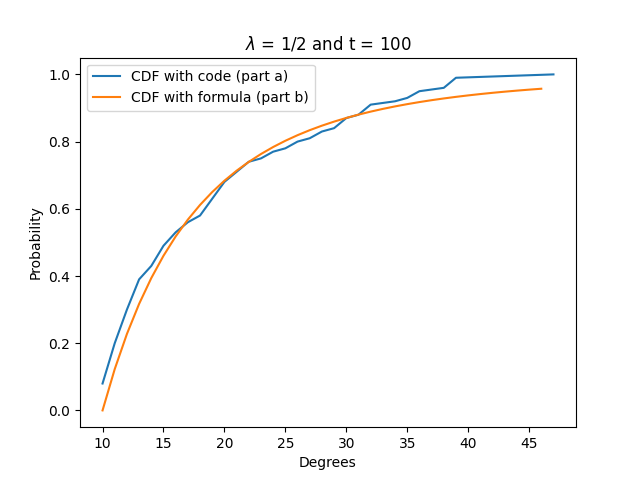 λ = 1/2 and t = 100
CDF with code (part a)
CDF with formula (part b)
Probability
1.0
0.8
0.6
0.4
0.2
0.0
10 15 20 25 30 35 40 45
Degrees